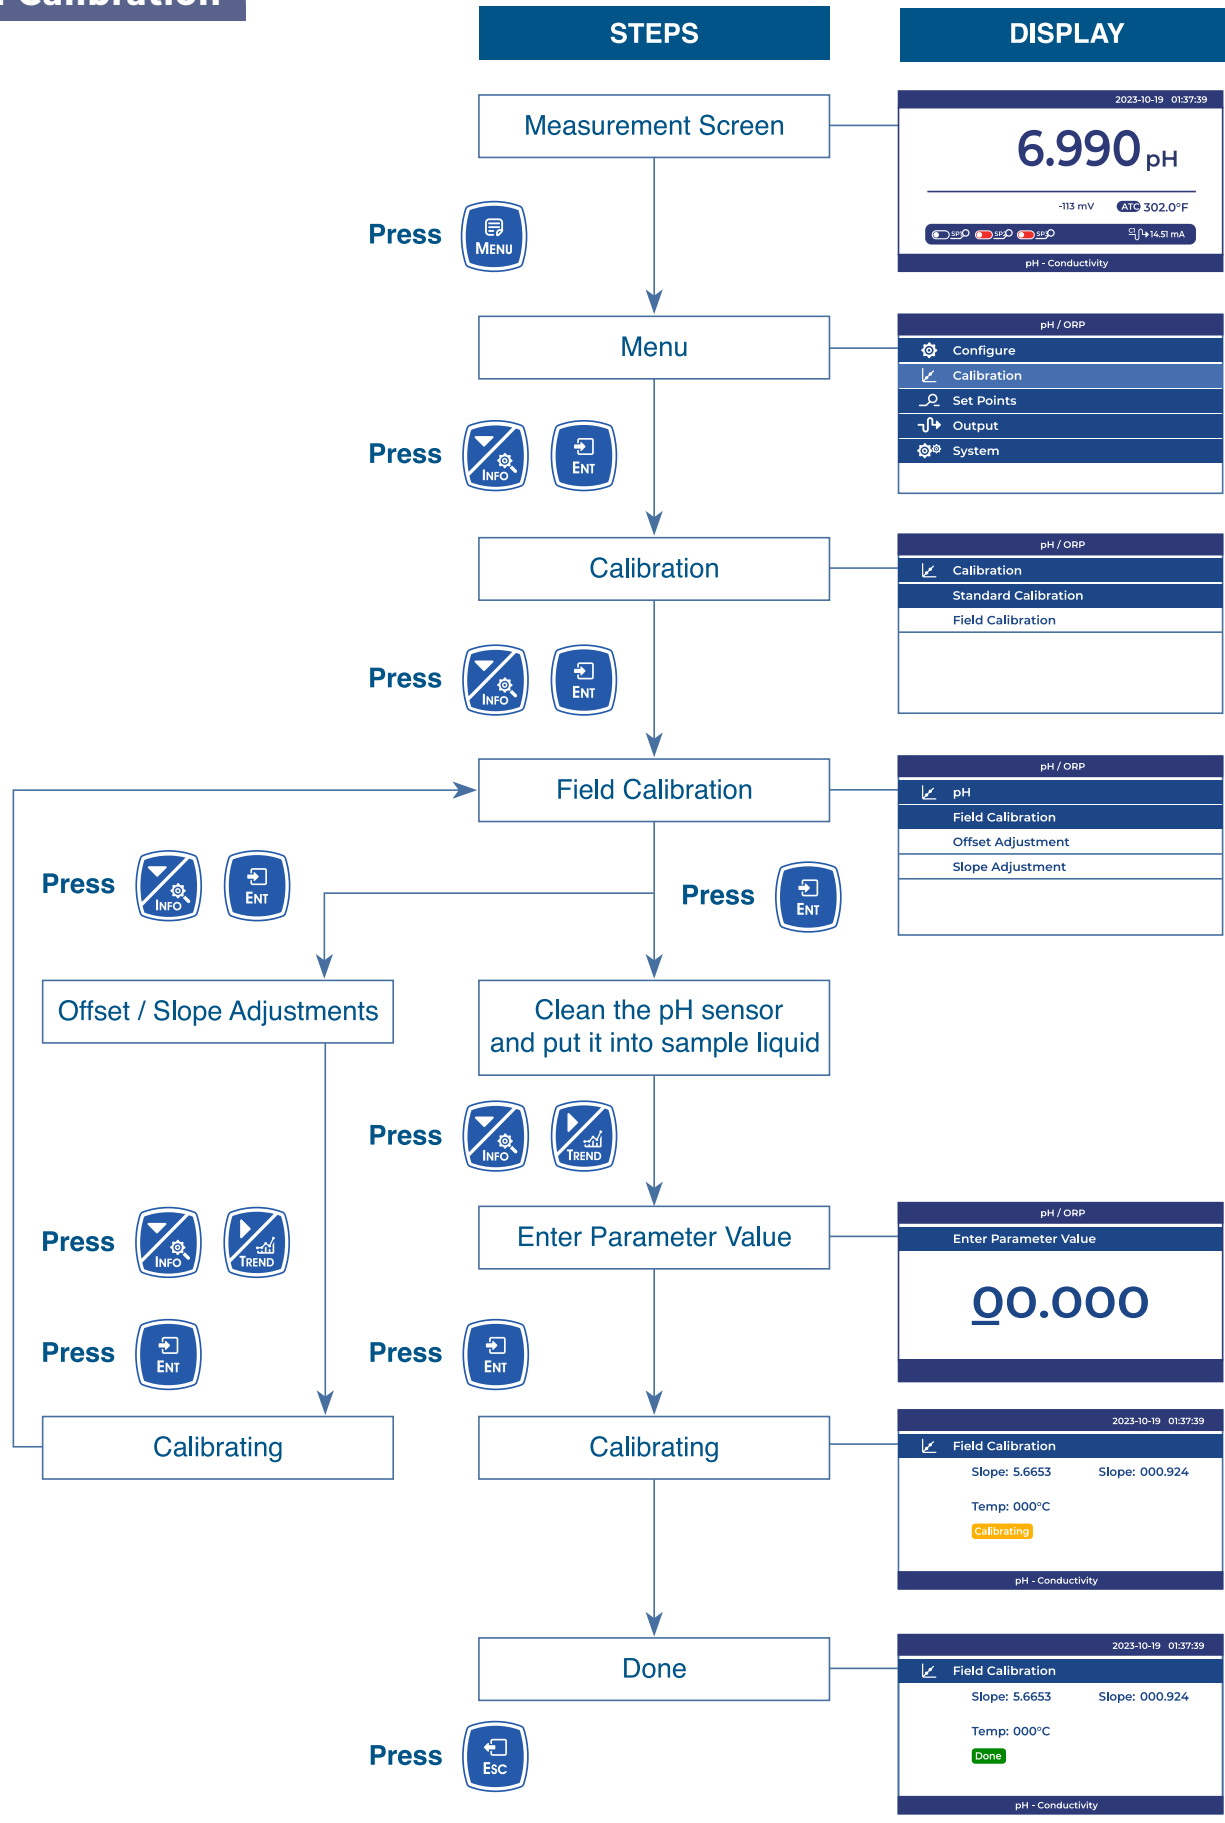 Calibration
STEPS
DISPLAY
Measurement Screen
2023-10-19 01:37:39
6.990 pH
-113 mV ATC 302.0°F
SP1 SP2 SP3 14.51 mA
pH - Conductivity
Press MENU
Menu
pH / ORP
Configure
Calibration
Set Points
Output
System
Press INFO ENT
Calibration
pH / ORP
Calibration
Standard Calibration
Field Calibration
Press INFO ENT
Field Calibration
pH / ORP
pH
Field Calibration
Offset Adjustment
Slope Adjustment
Press INFO ENT
Press ENT
Offset / Slope Adjustments
Clean the pH sensor
and put it into sample liquid
Press INFO TREND
Enter Parameter Value
pH / ORP
Enter Parameter Value
00.000
Press INFO TREND
Press ENT
Press ENT
Calibrating
Calibrating
2023-10-19 01:37:39
Field Calibration
Slope: 5.6653 Slope: 000.924
Temp: 000°C
Calibrating
pH - Conductivity
Done
2023-10-19 01:37:39
Field Calibration
Slope: 5.6653 Slope: 000.924
Temp: 000°C
Done
pH - Conductivity
Press ESC